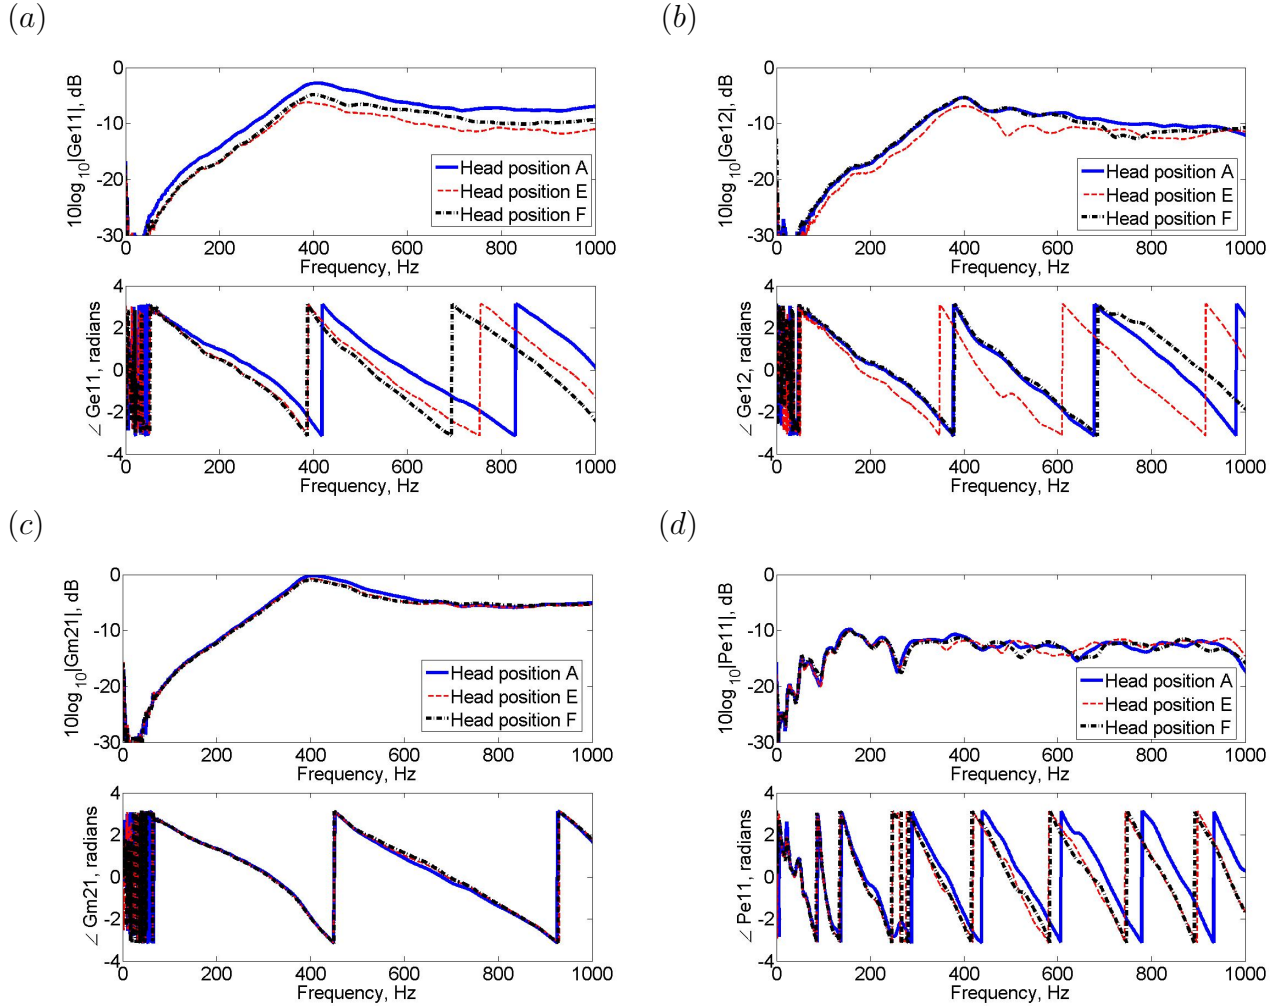 (a)
0
-10
-20
-30
10log10|Ge11|, dB
Head position A
Head position E
Head position F
0 200 400 600 800 1000
Frequency, Hz
4
2
0
-2
-4
∠Ge11, radians
0 200 400 600 800 1000
Frequency, Hz
(b)
0
-10
-20
-30
10log10|Ge12|, dB
Head position A
Head position E
Head position F
0 200 400 600 800 1000
Frequency, Hz
4
2
0
-2
-4
∠Ge12, radians
0 200 400 600 800 1000
Frequency, Hz
(c)
0
-10
-20
-30
10log10|Gm21|, dB
Head position A
Head position E
Head position F
0 200 400 600 800 1000
Frequency, Hz
4
2
0
-2
-4
∠Gm21, radians
0 200 400 600 800 1000
Frequency, Hz
(d)
0
-10
-20
-30
10log10|Pe11|, dB
Head position A
Head position E
Head position F
0 200 400 600 800 1000
Frequency, Hz
4
2
0
-2
-4
∠Pe11, radians
0 200 400 600 800 1000
Frequency, Hz